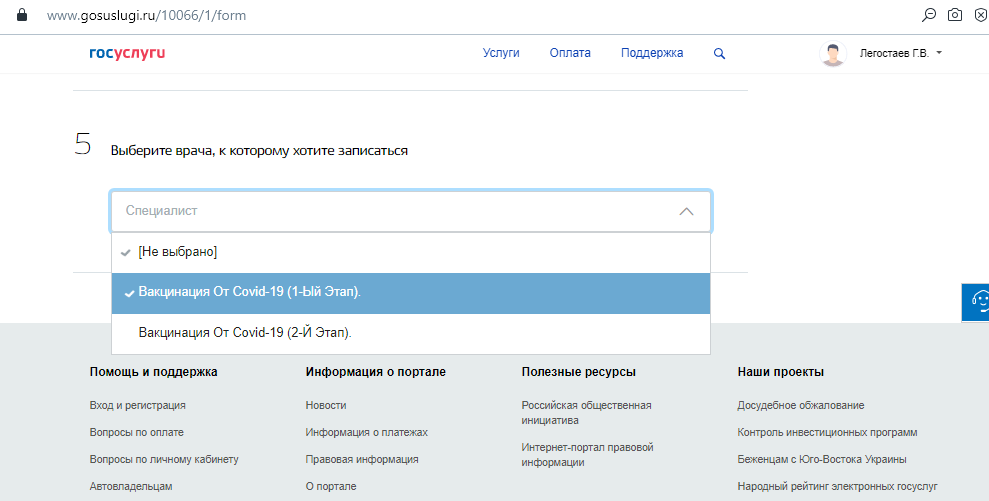 www.gosuslugi.ru/10066/1/form
госуслуги
Услуги Оплата Поддержка
Легостаев Г.В.
5 Выберите врача, к которому хотите записаться
Специалист
[Не выбрано]
Вакцинация От Covid-19 (1-Ый Этап).
Вакцинация От Covid-19 (2-Й Этап).
Помощь и поддержка
Вход и регистрация
Вопросы по оплате
Вопросы по личному кабинету
Автовладельцам
Информация о портале
Новости
Информация о платежах
Правовая информация
О портале
Полезные ресурсы
Российская общественная
инициатива
Интернет-портал правовой
информации
Наши проекты
Досудебное обжалование
Контроль инвестиционных программ
Беженцам с Юго-Востока Украины
Народный рейтинг электронных госуслуг